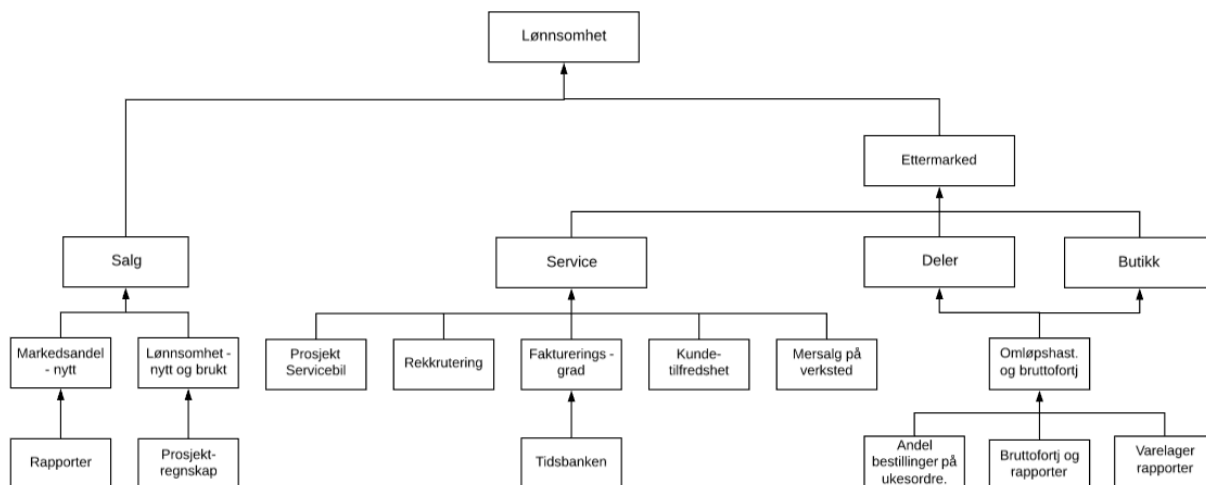 Lønnsomhet
Ettermarked
Salg
Service
Deler
Butikk
Markedsandel
- nytt
Lønnsomhet -
nytt og brukt
Prosjekt
Servicebil
Rekkrutering
Fakturerings -
grad
Kunde-
tilfredshet
Mersalg på
verksted
Omløpshast.
og bruttofortj
Rapporter
Prosjekt-
regnskap
Tidsbanken
Andel
bestillinger på
ukesordre.
Bruttofortj og
rapporter
Varelager
rapporter